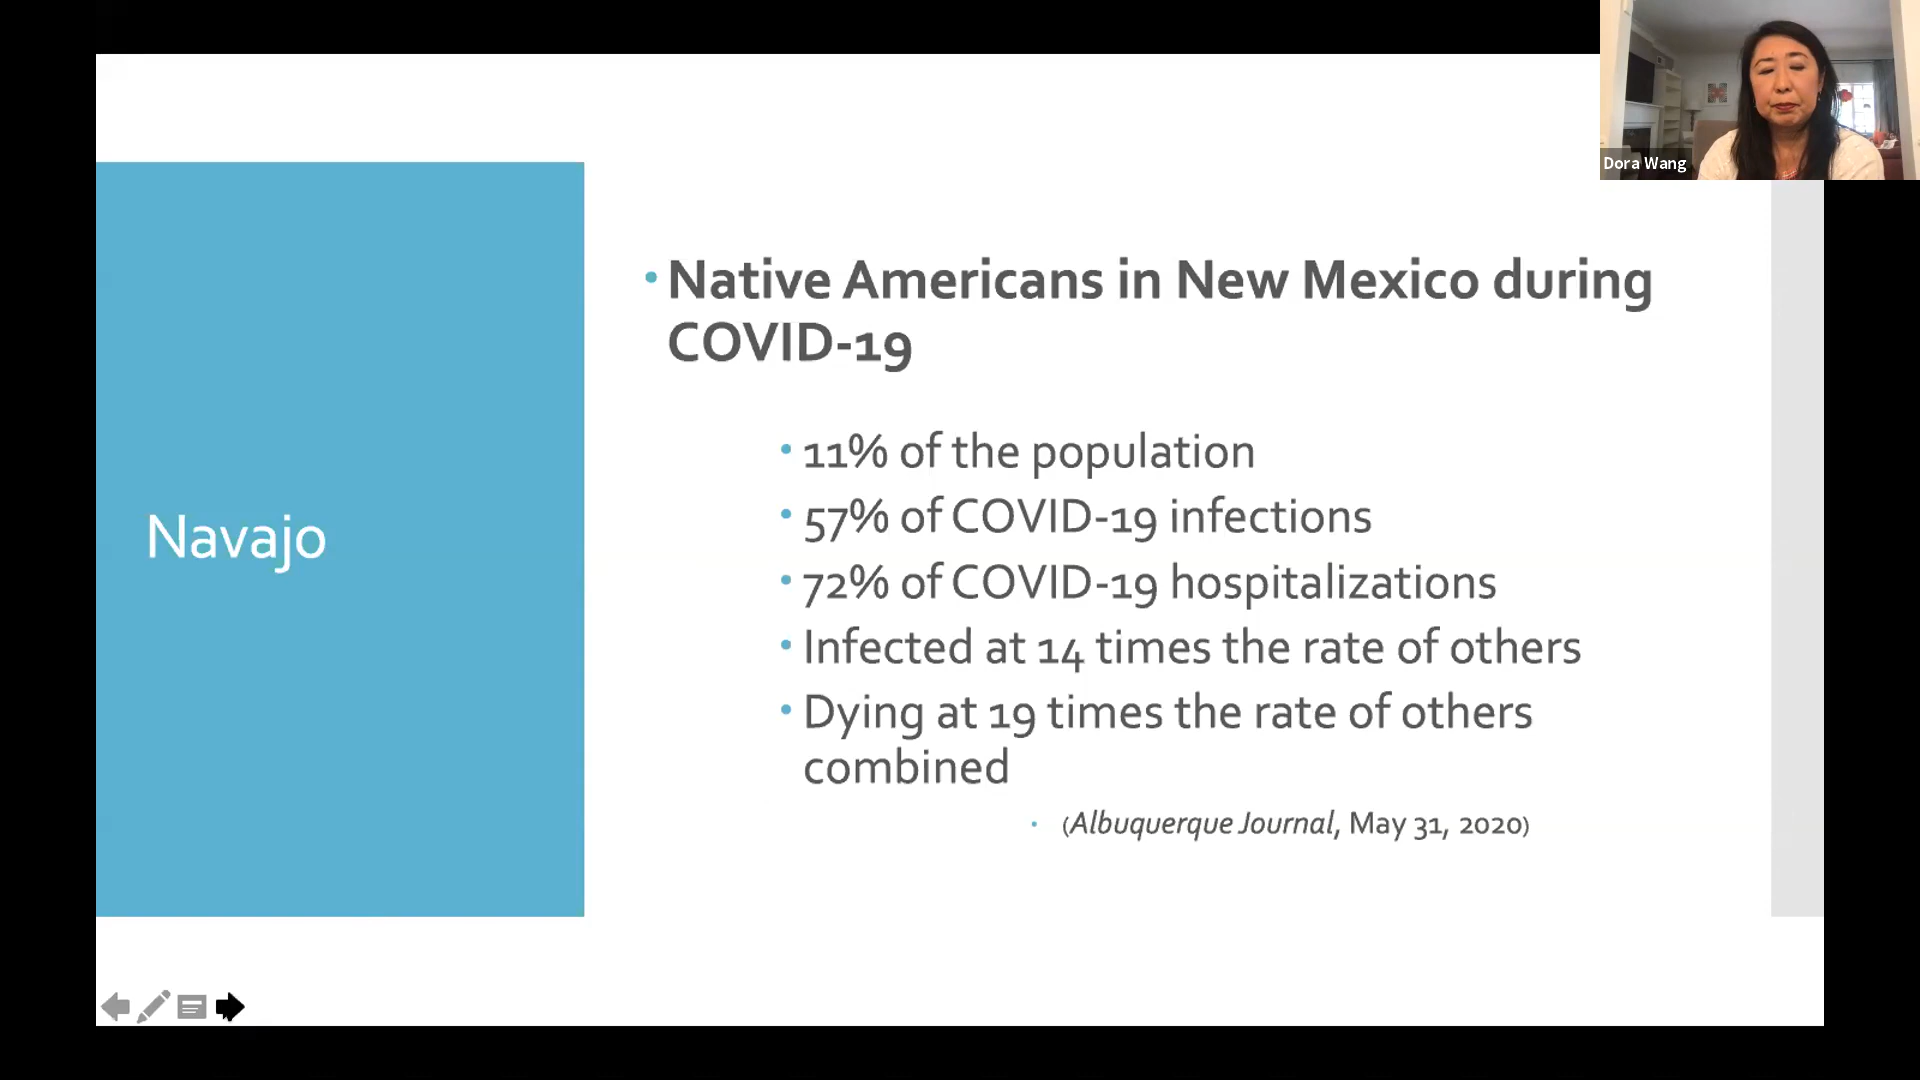 Dora Wang
Navajo
• Native Americans in New Mexico during
COVID-19
• 11% of the population
• 57% of COVID-19 infections
• 72% of COVID-19 hospitalizations
• Infected at 14 times the rate of others
• Dying at 19 times the rate of others
combined
• (Albuquerque Journal, May 31, 2020)